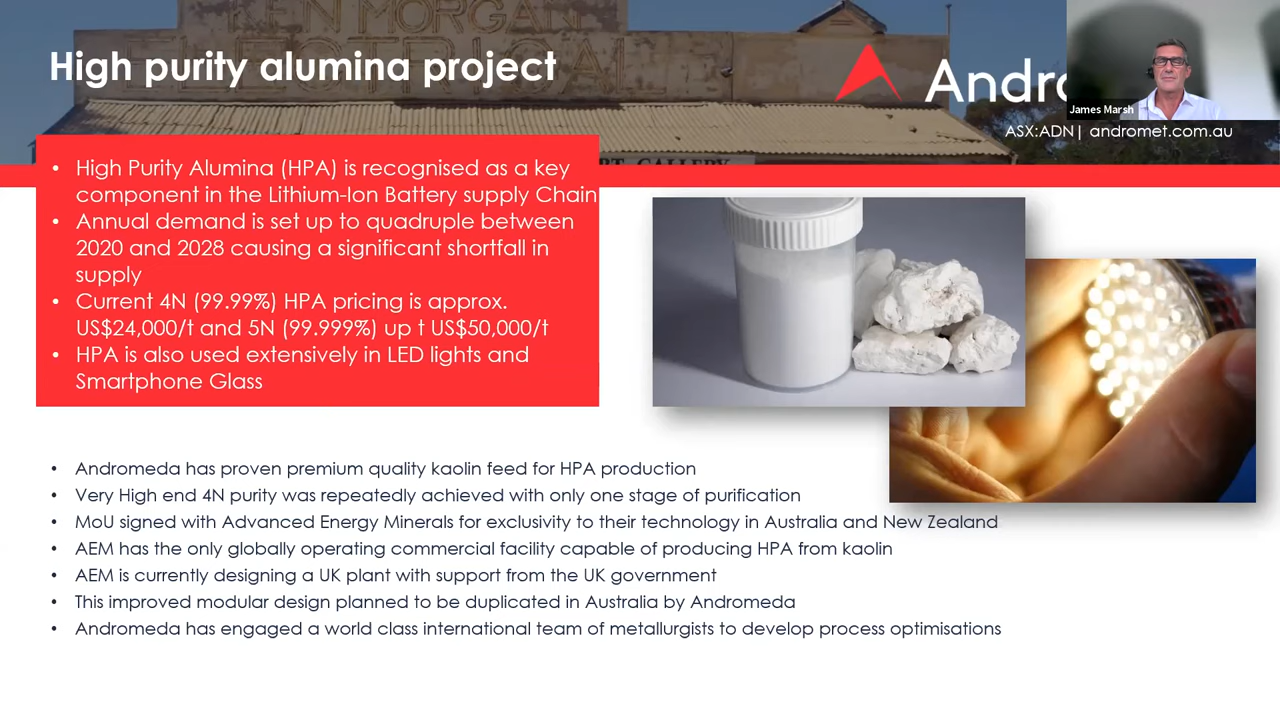 KEN MORGAN
ELECTRICAL
High purity alumina project
Andro
James Marsh
ASX:ADN| andromet.com.au
RT GALLERY
• High Purity Alumina (HPA) is recognised as a key
component in the Lithium-Ion Battery supply Chain
• Annual demand is set up to quadruple between
2020 and 2028 causing a significant shortfall in
supply
• Current 4N (99.99%) HPA pricing is approx.
US$24,000/t and 5N (99.999%) up t US$50,000/t
• HPA is also used extensively in LED lights and
Smartphone Glass
• Andromeda has proven premium quality kaolin feed for HPA production
• Very High end 4N purity was repeatedly achieved with only one stage of purification
• MoU signed with Advanced Energy Minerals for exclusivity to their technology in Australia and New Zealand
• AEM has the only globally operating commercial facility capable of producing HPA from kaolin
• AEM is currently designing a UK plant with support from the UK government
• This improved modular design planned to be duplicated in Australia by Andromeda
• Andromeda has engaged a world class international team of metallurgists to develop process optimisations